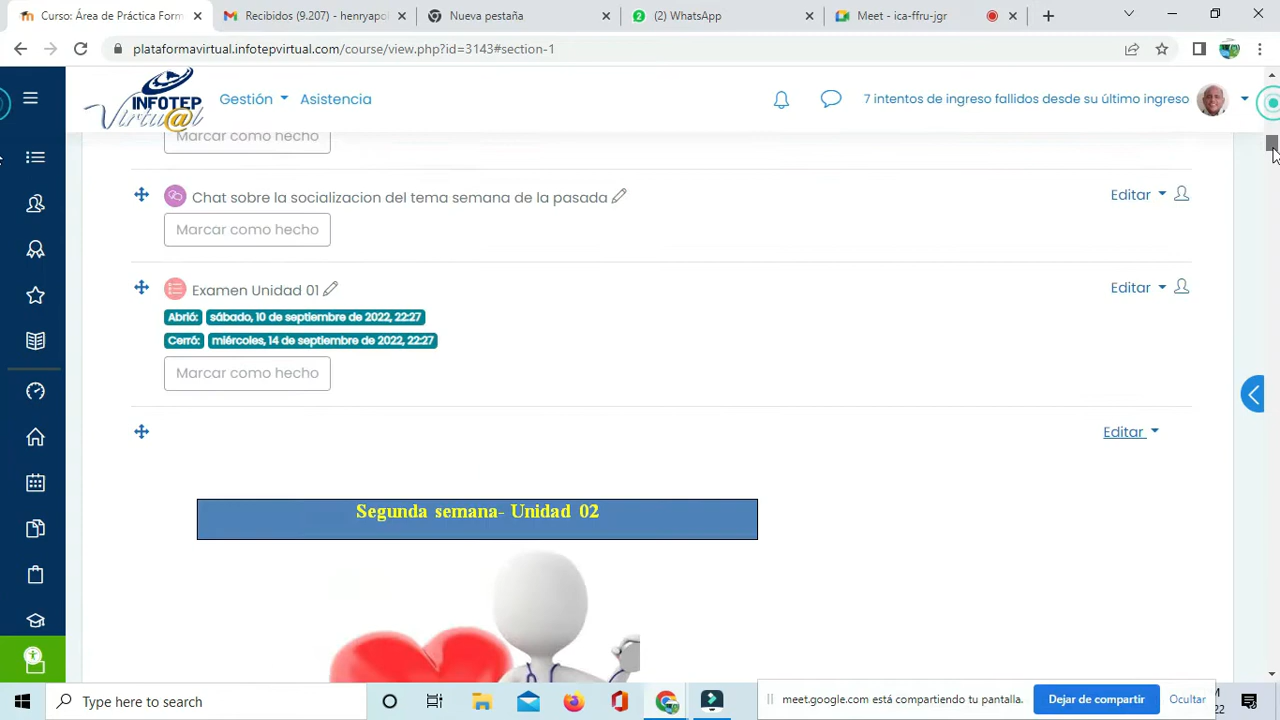 Curso: Área de Práctica Form
Recibidos (9.207) - henrypayano
Nueva pestaña
(2) WhatsApp
Meet - ica-ffru-jgr
plataformavirtual.infotepvirtual.com/course/view.php?id=3143#section-1
INFOTEP
Virtu@l
Gestión
Asistencia
7 intentos de ingreso fallidos desde su último ingreso
Marcar como hecho
Chat sobre la socializacion del tema semana de la pasada
Editar
Marcar como hecho
Examen Unidad 01
Editar
Abrió: sábado, 10 de septiembre de 2022, 22:27
Cerró: miércoles, 14 de septiembre de 2022, 22:27
Marcar como hecho
Editar
Segunda semana- Unidad 02
Type here to search
meet.google.com está compartiendo tu pantalla.
Dejar de compartir
Ocultar